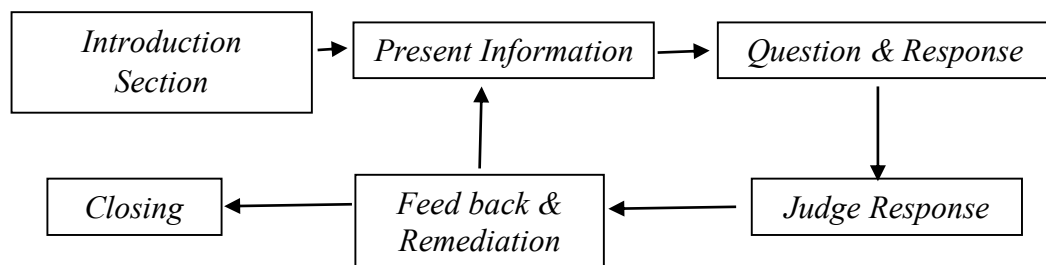 Introduction
Section
Present Information
Question & Response
Closing
Feed back &
Remediation
Judge Response